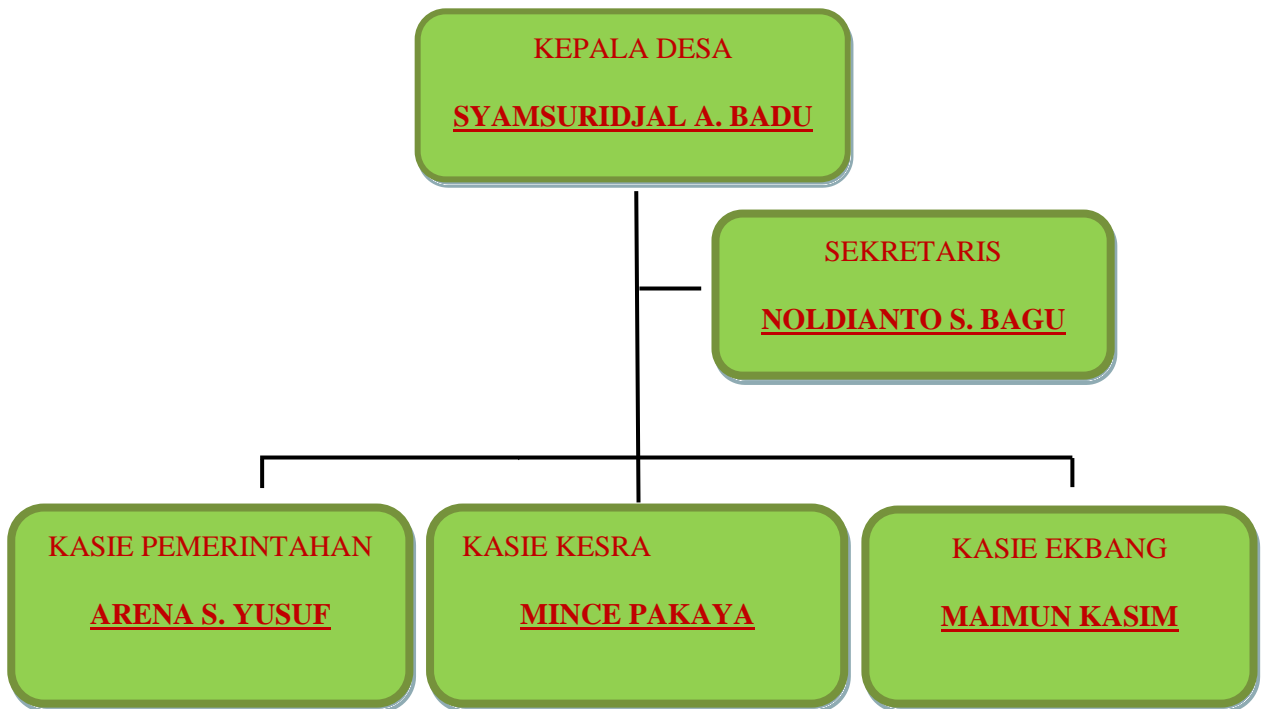 KEPALA DESA
SYAMSURIDJAL A. BADU
SEKRETARIS
NOLDIANTO S. BAGU
KASIE PEMERINTAHAN
ARENA S. YUSUF
KASIE KESRA
MINCE PAKAYA
KASIE EKBANG
MAIMUN KASIM